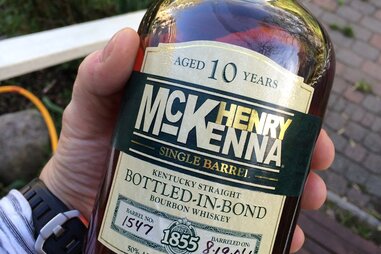 AGED 10 YEARS
HENRY
McKENNA
SINGLE BARREL
KENTUCKY STRAIGHT
BOTTLED-IN-BOND
BOURBON WHISKEY
BARREL NO. BARRELED ON
1547 1855
50%